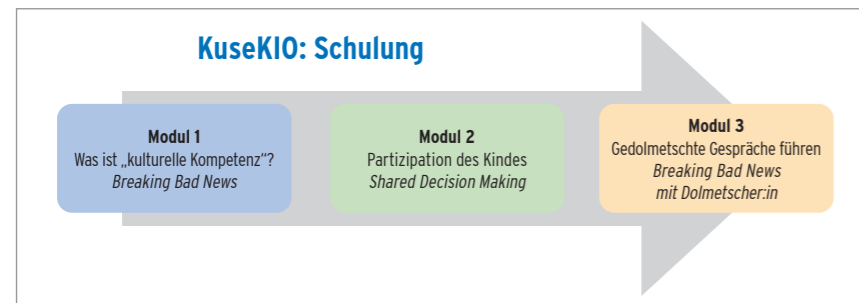 KuseKIO: Schulung
Modul 1
Was ist „kulturelle Kompetenz“?
Breaking Bad News
Modul 2
Partizipation des Kindes
Shared Decision Making
Modul 3
Gedolmetschte Gespräche führen
Breaking Bad News
mit Dolmetscher:in